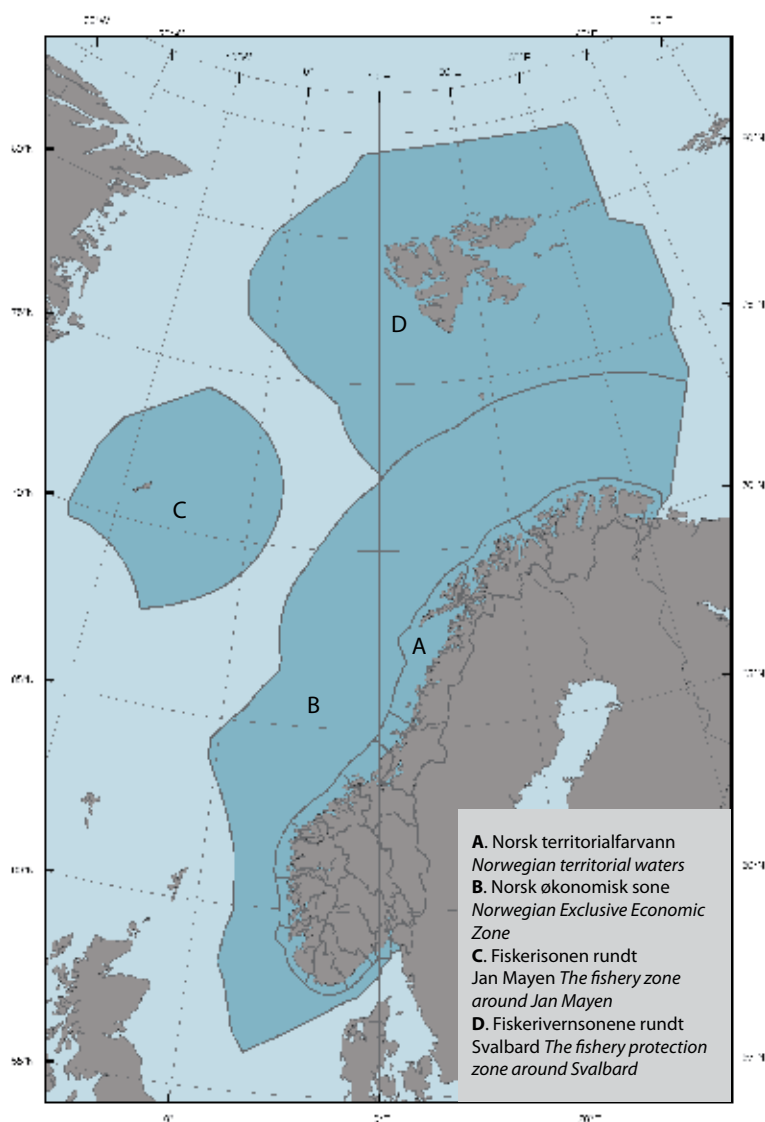 D
C
A
B
A. Norsk territorialfarvann
Norwegian territorial waters
B. Norsk økonomisk sone
Norwegian Exclusive Economic
Zone
C. Fiskerisonen rundt
Jan Mayen The fishery zone
around Jan Mayen
D. Fiskerivernsonene rundt
Svalbard The fishery protection
zone around Svalbard